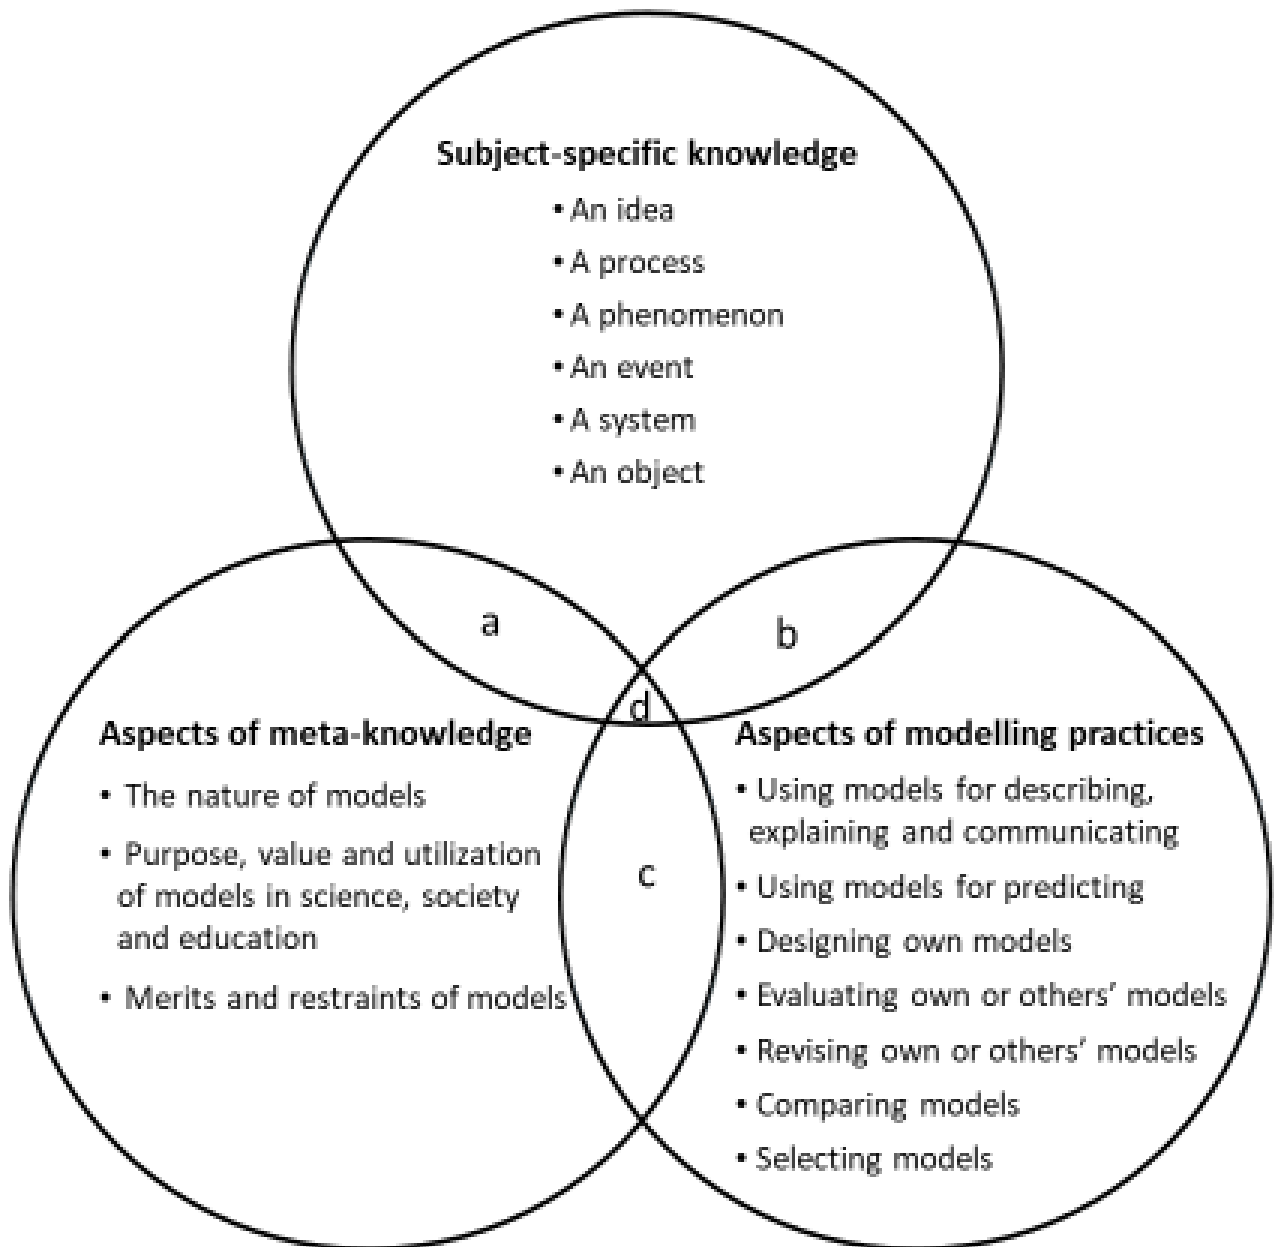 Subject-specific knowledge
• An idea
• A process
• A phenomenon
• An event
• A system
• An object
a
b
d
Aspects of meta-knowledge
• The nature of models
• Purpose, value and utilization
of models in science, society
and education
• Merits and restraints of models
c
Aspects of modelling practices
• Using models for describing,
explaining and communicating
• Using models for predicting
• Designing own models
• Evaluating own or others’ models
• Revising own or others’ models
• Comparing models
• Selecting models